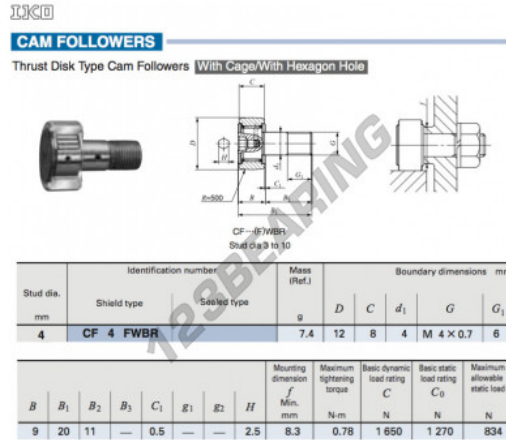 IKO
CAM FOLLOWERS
Thrust Disk Type Cam Followers With Cage/With Hexagon Hole
C
D
H
d1
G
G1
C1
R=500
B
B2
B1
f
CF…(F)WBR
Stud dia 3 to 10
123BEARING
Stud dia. mm Identification number Mass (Ref.) g Boundary dimensions mm
Shield type Sealed type D C d1 G G1
4 CF 4 FWBR 7.4 12 8 4 M 4×0.7 6
B B1 B2 B3 C1 g1 g2 H Mounting dimension f Min. mm Maximum tightening torque N-m Basic dynamic load rating C N Basic static load rating C0 N Maximum allowable static load N
9 20 11 — 0.5 — — 2.5 8.3 0.78 1 650 1 270 834